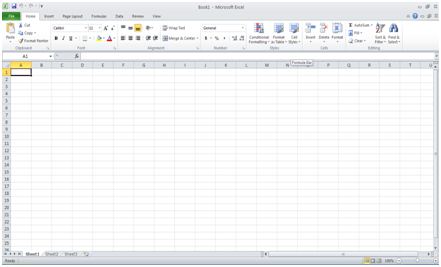 Book1 - Microsoft Excel
File Home Insert Page Layout Formulas Data Review View
Cut
Copy
Format Painter
Paste
Calibri 11
B I U
Wrap Text
Merge & Center
General
Conditional Formatting
Format as Table
Cell Styles
Insert Delete Format
AutoSum
Fill
Clear
Sort & Filter
Find & Select
Clipboard Font Alignment Number Styles Cells Editing
A1 fx
Formula Bar
A B C D E F G H I J K L M N O P Q R S T U
1
2
3
4
5
6
7
8
9
10
11
12
13
14
15
16
17
18
19
20
21
22
23
24
25
Sheet1 Sheet2 Sheet3
Ready 100%